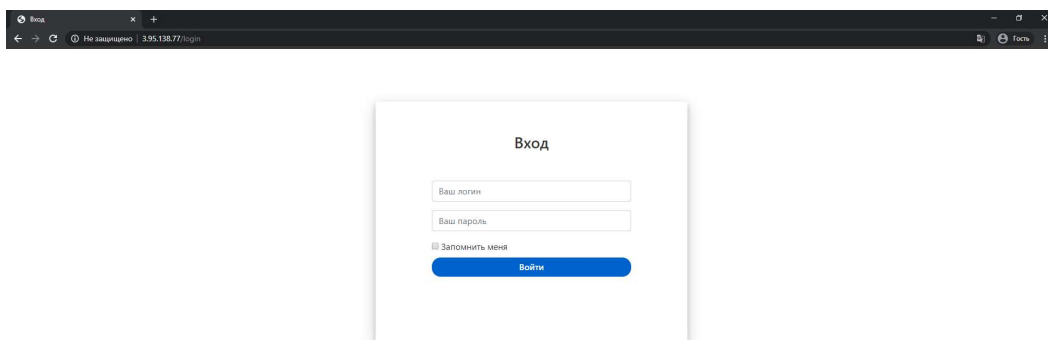 Вход
Не защищено 3.95.138.77/login
Гость
Вход
Ваш логин
Ваш пароль
Запомнить меня
Войти